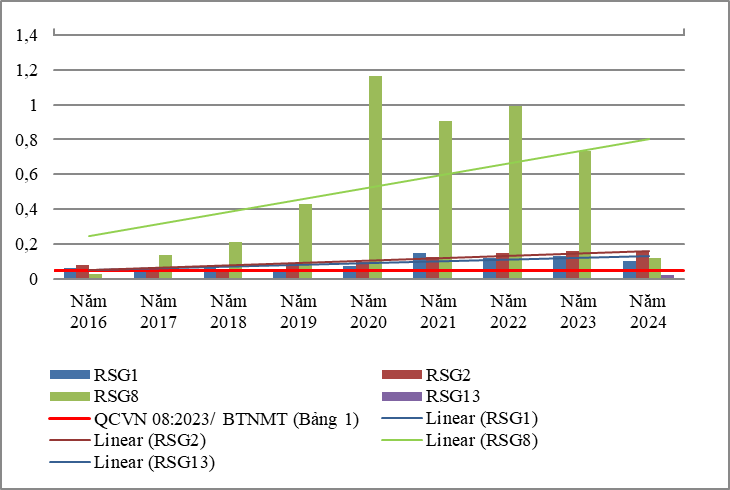 1,4
1,2
1
0,8
0,6
0,4
0,2
0
Năm Năm Năm Năm Năm Năm Năm Năm Năm
2016 2017 2018 2019 2020 2021 2022 2023 2024
RSG1 RSG2
RSG8 RSG13
QCVN 08:2023/ BTNMT (Bảng 1) Linear (RSG1)
Linear (RSG2) Linear (RSG8)
Linear (RSG13)